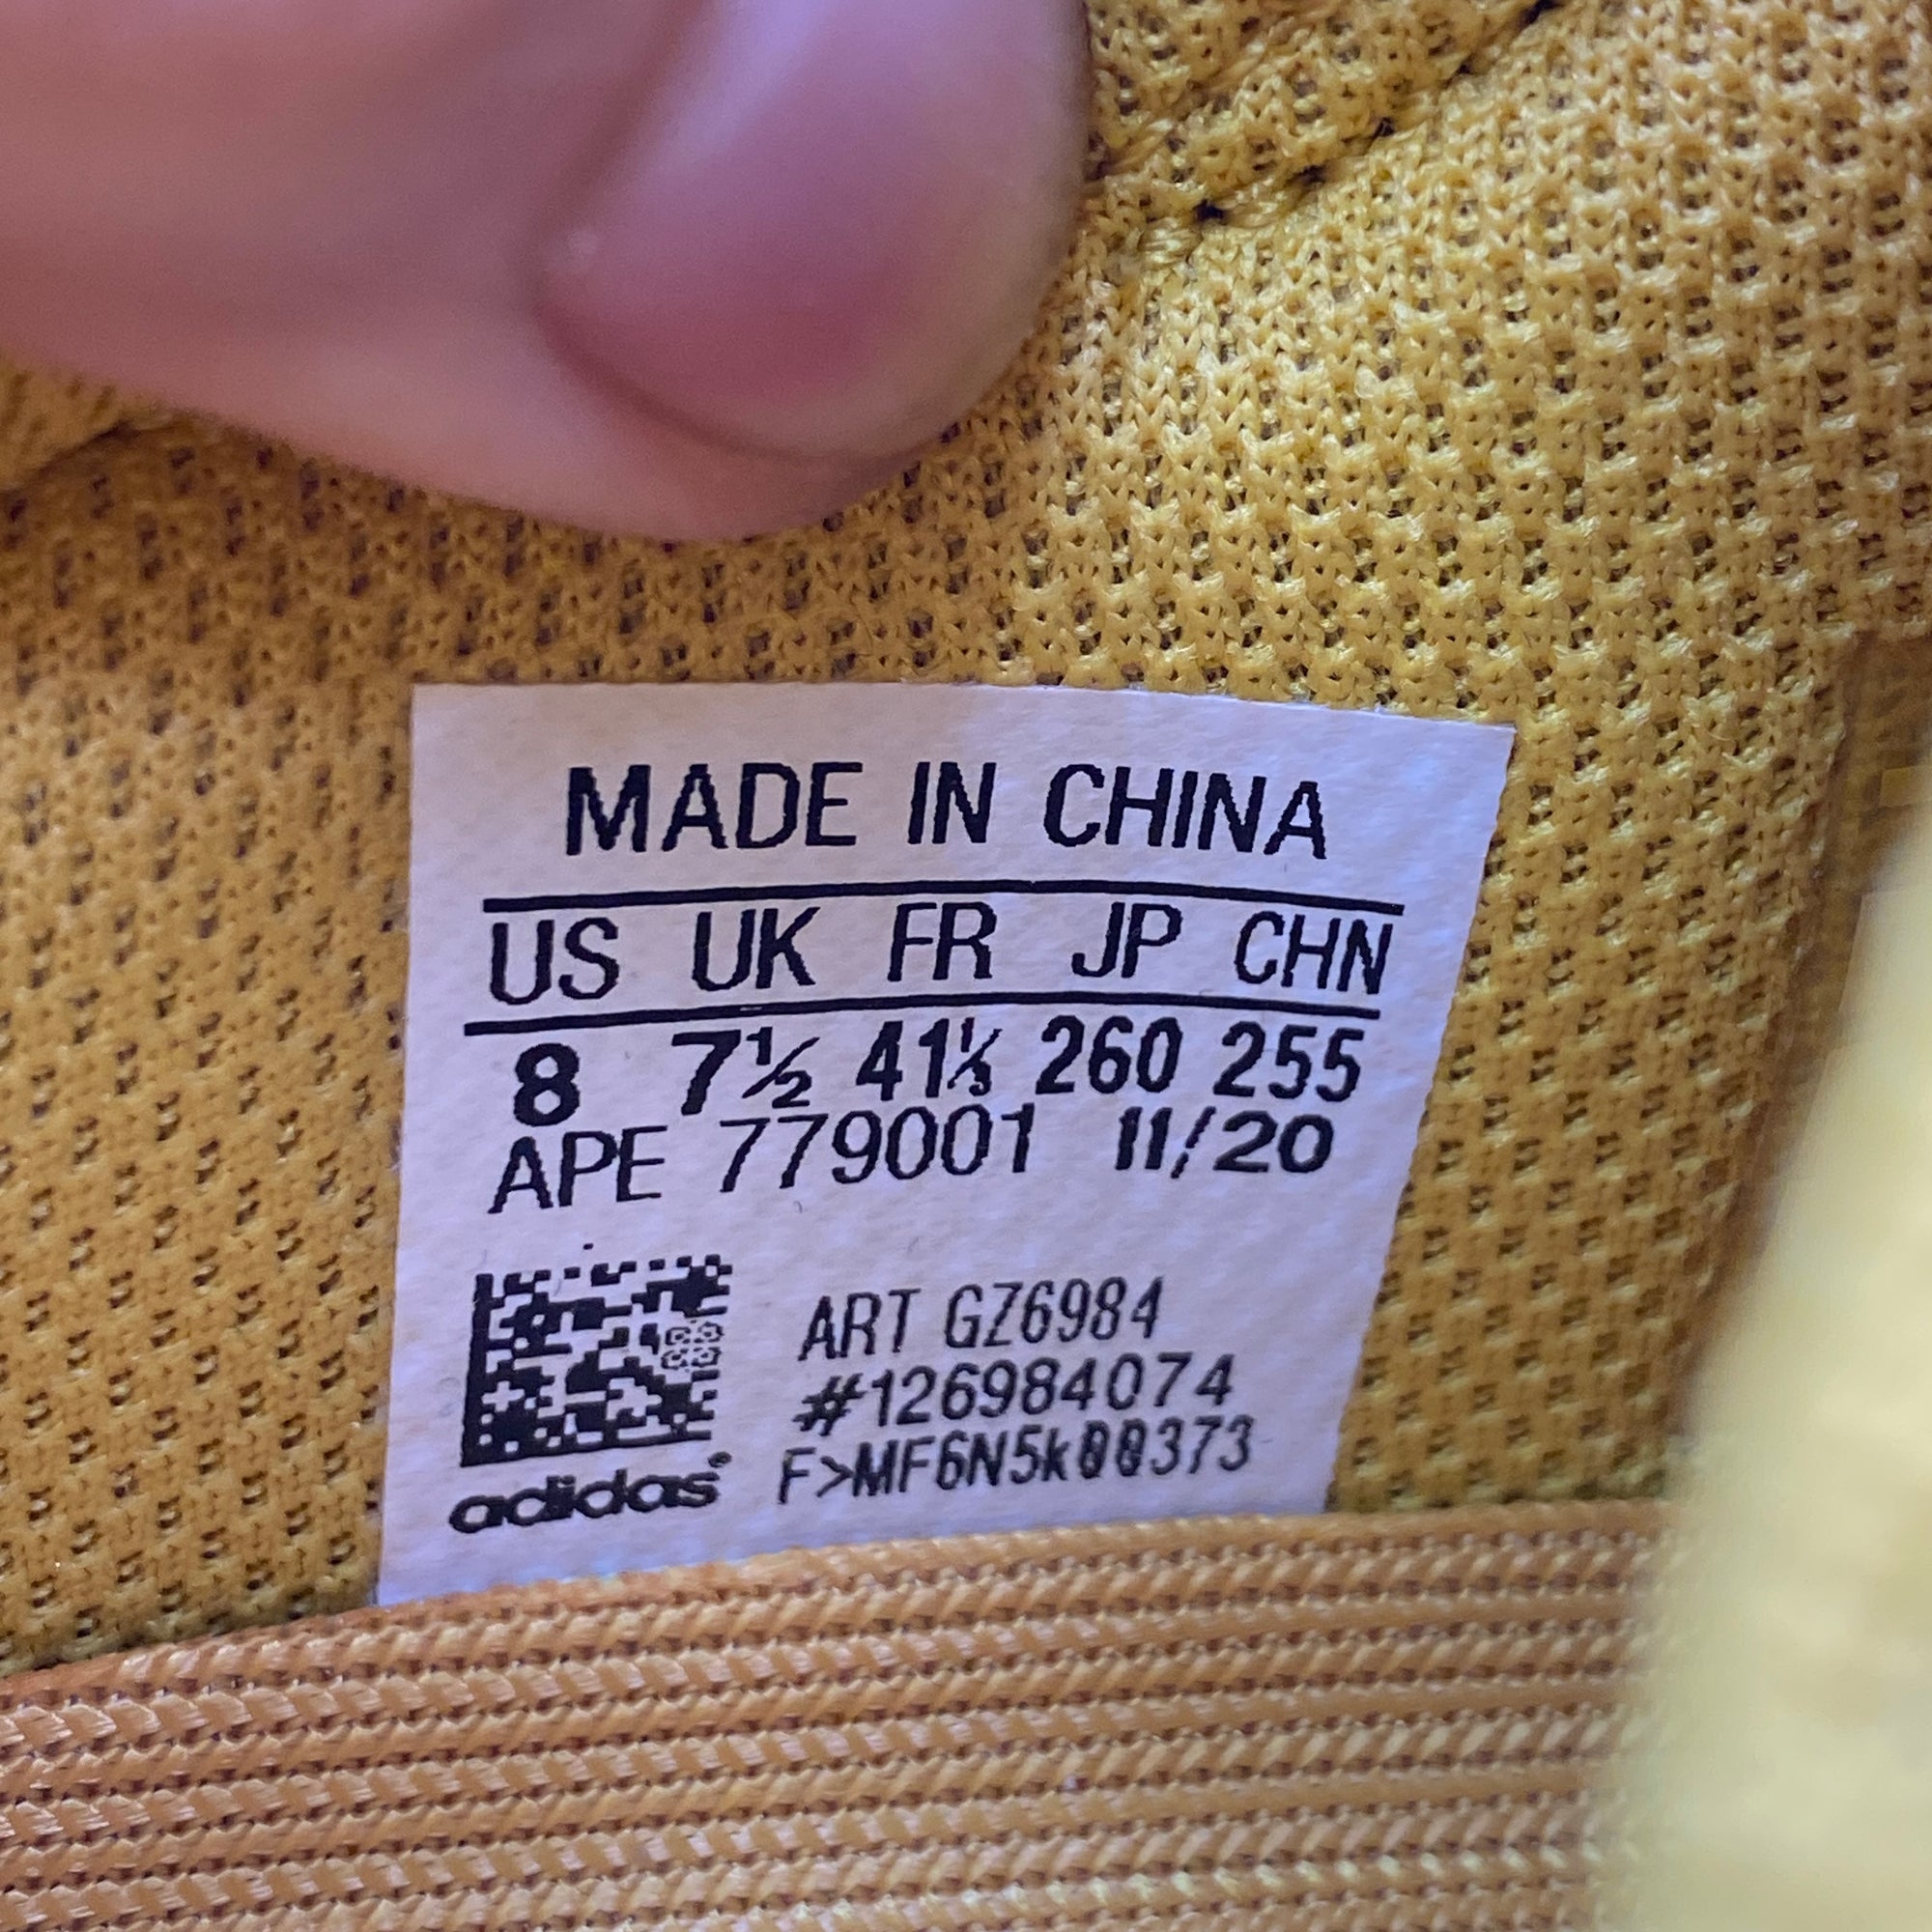 MADE IN CHINA
US UK FR JP CHN
8 7½ 41⅓ 260 255
APE 779001 11/20
ART GZ6984
#126984074
F>MF6N5k00373
adidas